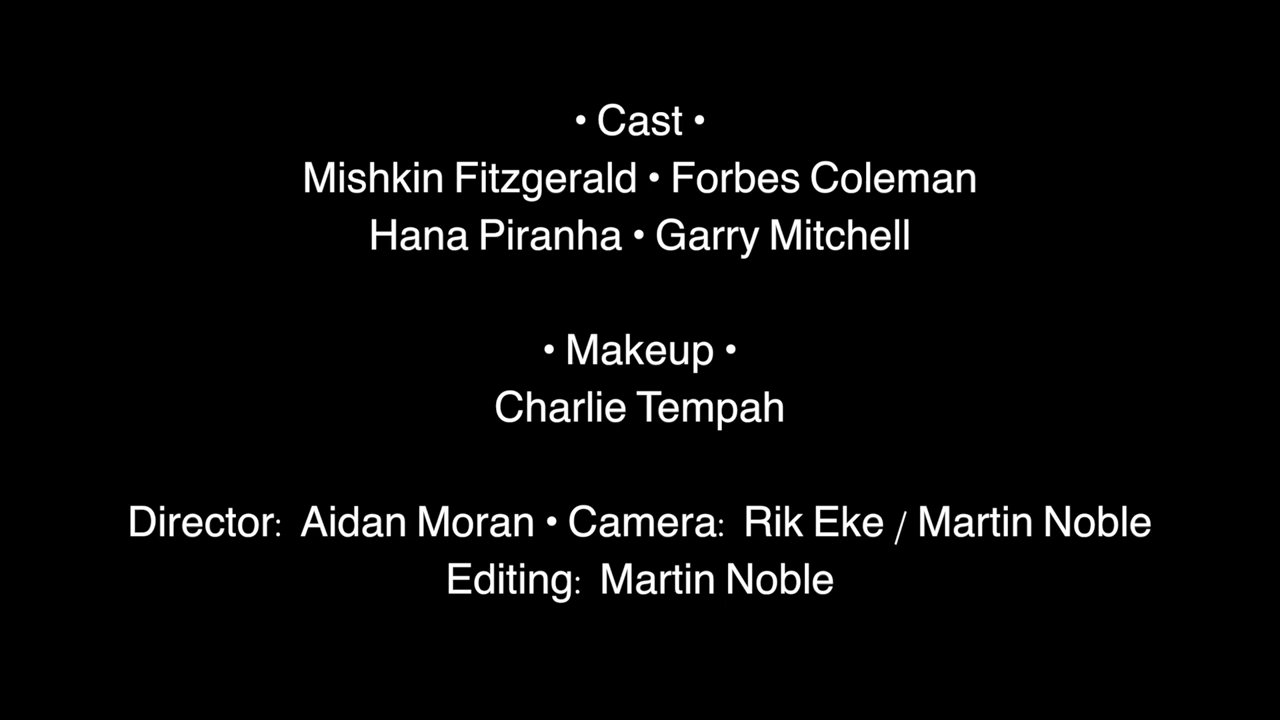 • Cast •
Mishkin Fitzgerald • Forbes Coleman
Hana Piranha • Garry Mitchell
• Makeup •
Charlie Tempah
Director: Aidan Moran • Camera: Rik Eke / Martin Noble
Editing: Martin Noble